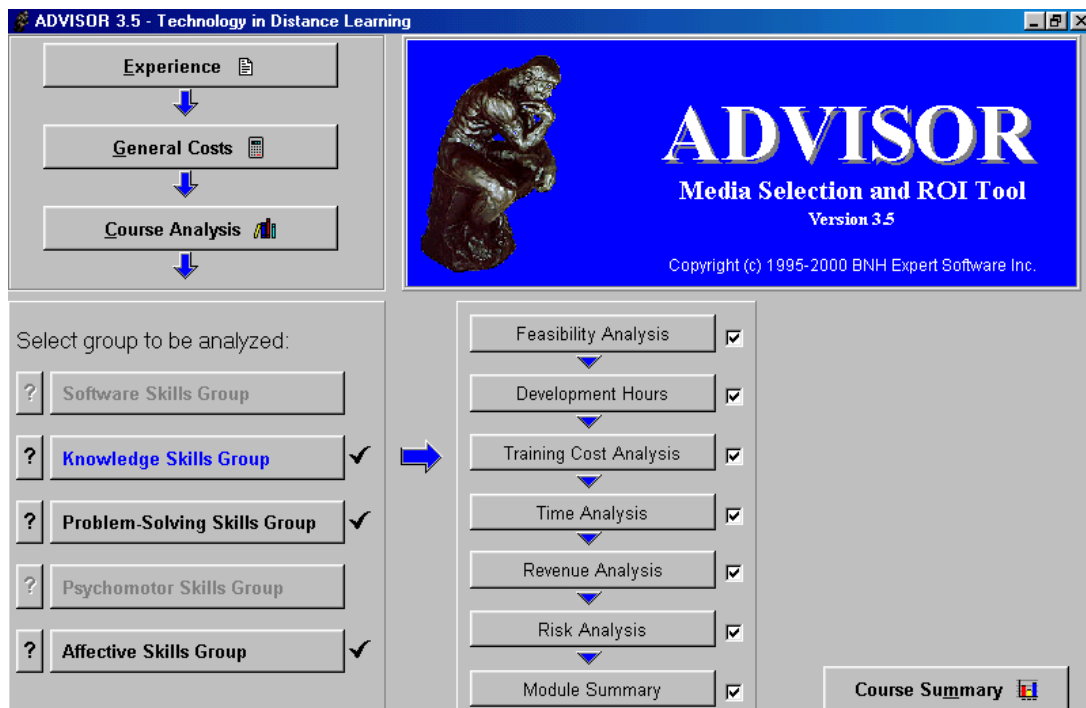 ADVISOR 3.5 - Technology in Distance Learning
Experience
General Costs
Course Analysis
ADVISOR
Media Selection and ROI Tool
Version 3.5
Copyright (c) 1995-2000 BNH Expert Software Inc.
Select group to be analyzed:
? Software Skills Group
? Knowledge Skills Group
? Problem-Solving Skills Group
? Psychomotor Skills Group
? Affective Skills Group
Feasibility Analysis
Development Hours
Training Cost Analysis
Time Analysis
Revenue Analysis
Risk Analysis
Module Summary
Course Summary